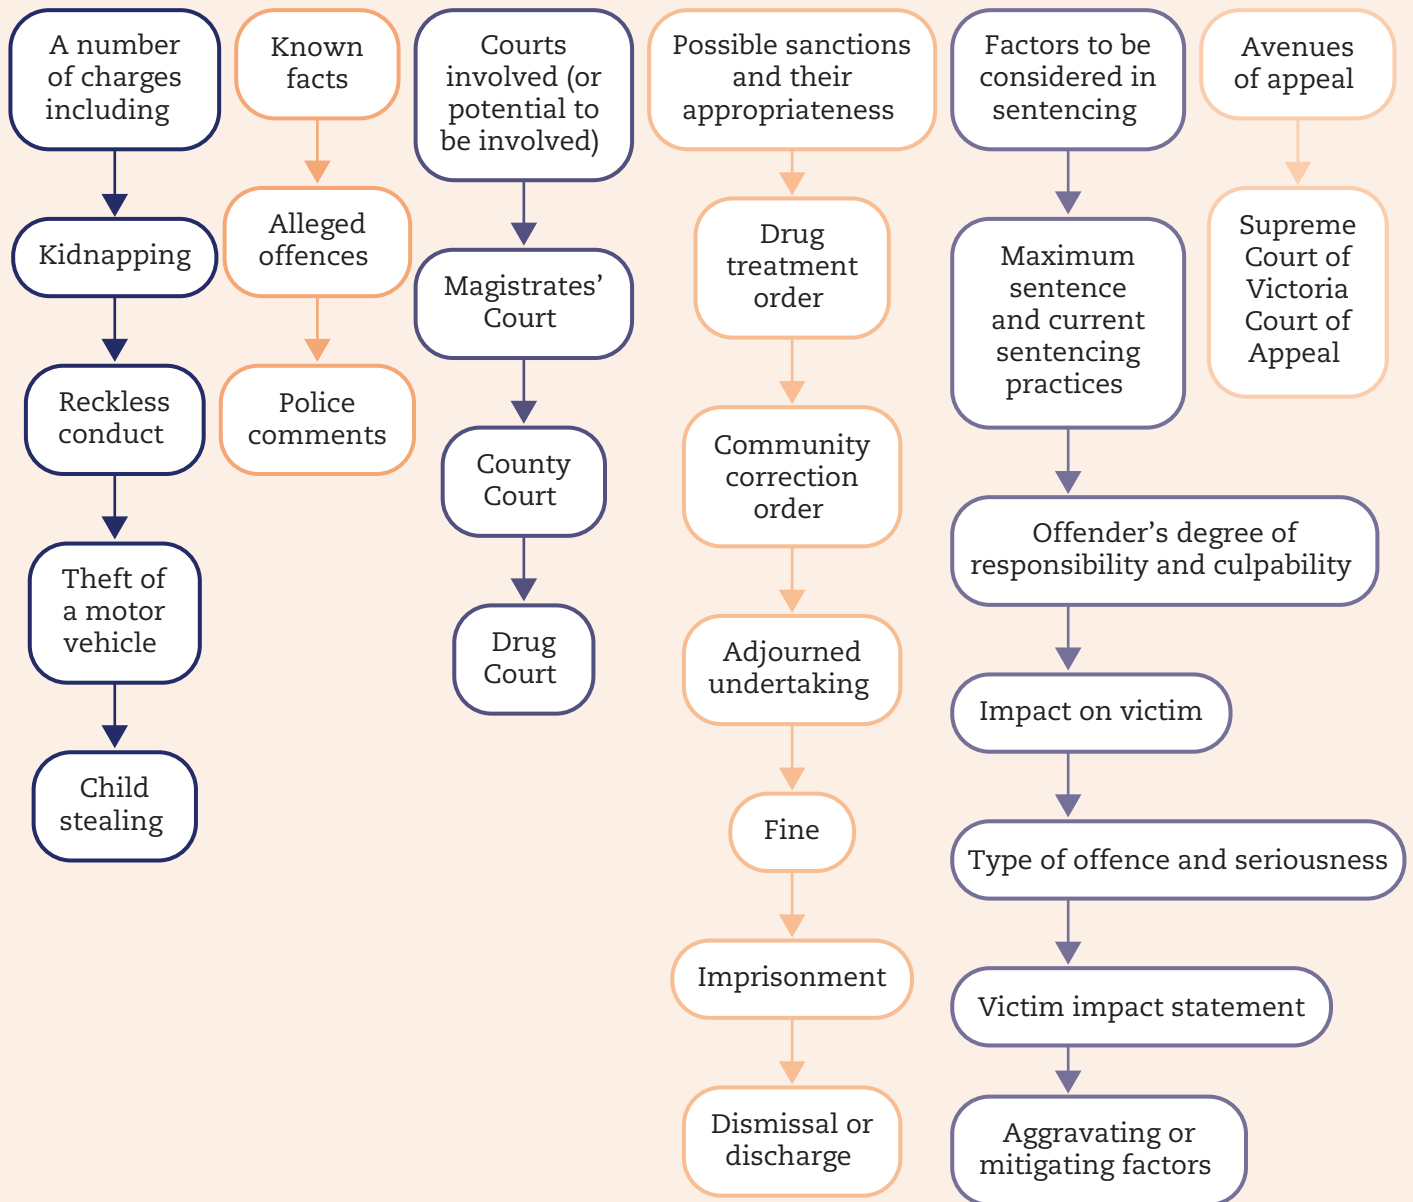 A number
of charges
including
Kidnapping
Reckless
conduct
Theft of
a motor
vehicle
Child
stealing
Known
facts
Alleged
offences
Police
comments
Courts
involved (or
potential to
be involved)
Magistrates’
Court
County
Court
Drug
Court
Possible sanctions
and their
appropriateness
Drug
treatment
order
Community
correction
order
Adjourned
undertaking
Fine
Imprisonment
Dismissal or
discharge
Factors to be
considered in
sentencing
Maximum
sentence
and current
sentencing
practices
Offender’s degree of
responsibility and culpability
Impact on victim
Type of offence and seriousness
Victim impact statement
Aggravating or
mitigating factors
Avenues
of appeal
Supreme
Court of
Victoria
Court of
Appeal